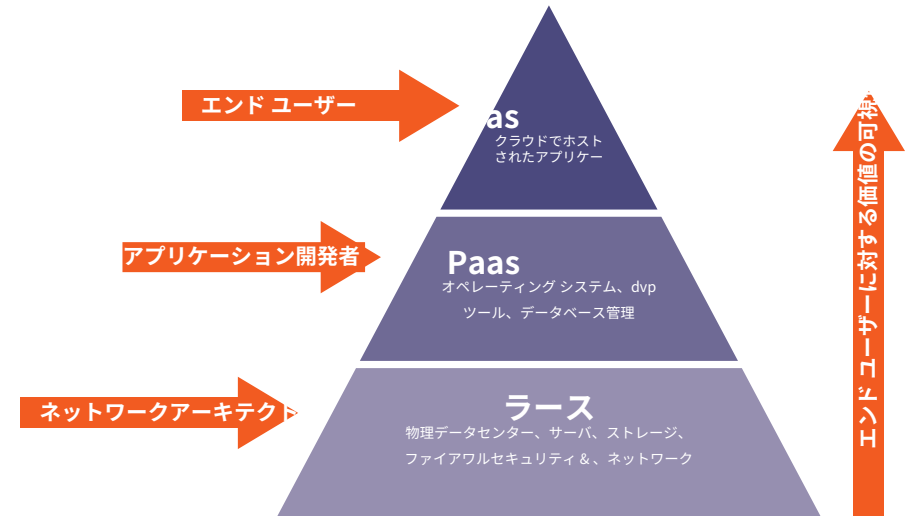 エンド ユーザー
as
クラウドでホスト
されたアプリケー
アプリケーション開発者
Paas
オペレーティング システム、dvp
ツール、データベース管理
ネットワークアーキテクト
ラース
物理データセンター、サーバ、ストレージ、
ファイアワルセキュリティ & 、ネットワーク
エンド ユーザーに対する価値の可視